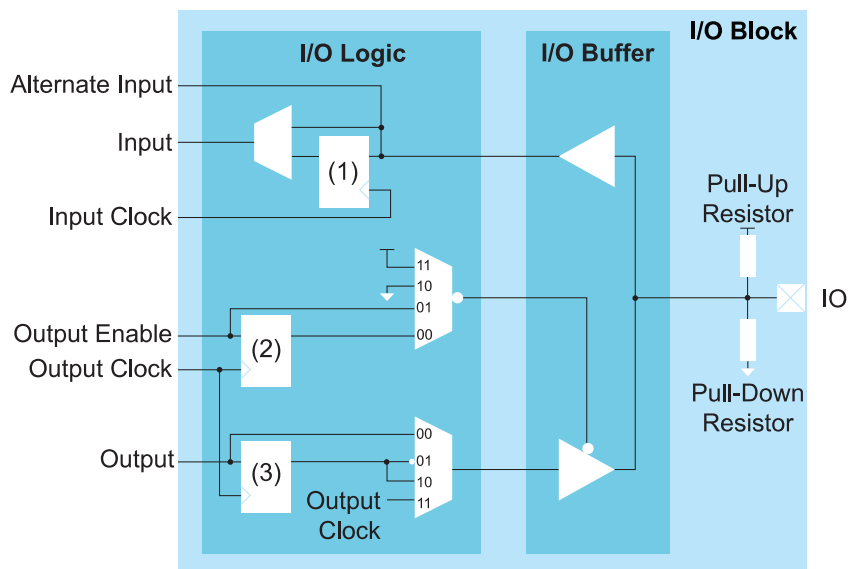 I/O Block
I/O Logic
I/O Buffer
Alternate Input
Input
(1)
Input Clock
Pull-Up
Resistor
11
10
01
00
IO
Output Enable
(2)
Output Clock
Pull-Down
Resistor
00
01
10
11
Output
(3)
Output
Clock